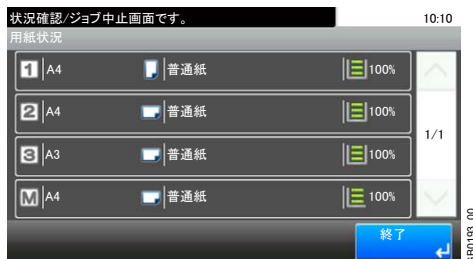 状況確認/ジョブ中止画面です。 10:10
用紙状況
1 A4 普通紙 100%
2 A4 普通紙 100%
3 A3 普通紙 100%
M A4 普通紙 100%
1/1
終了